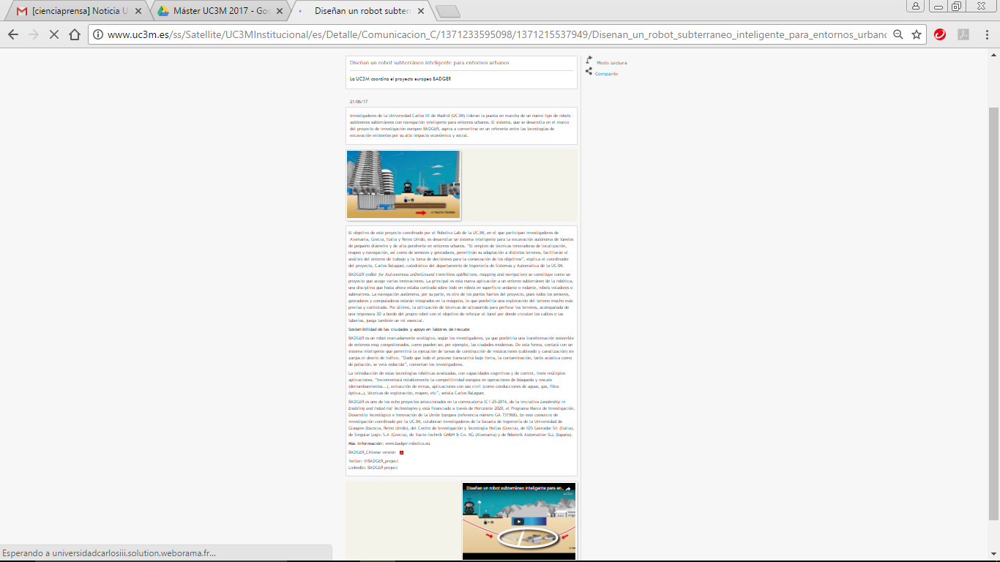 [cienciaprensa] Noticia U
Máster UC3M 2017 - Goo
Diseñan un robot subterr
www.uc3m.es/ss/Satellite/UC3MInstitucional/es/Detalle/Comunicacion_C/1371233595098/1371215537949/Disenan_un_robot_subterraneo_inteligente_para_entornos_urbano
Diseñan un robot subterráneo inteligente para entornos urbanos
La UC3M coordina el proyecto europeo BADGER
Modo Lectura
Compartir
21/06/17
Investigadores de la Universidad Carlos III de Madrid (UC3M) lideran la puesta en marcha de un nuevo tipo de robots
autónomos subterráneos con navegación inteligente para entornos urbanos. El sistema, que se desarrolla en el marco
del proyecto de investigación europeo BADGER, aspira a convertirse en un referente entre las tecnologías de
excavación existentes por su alto impacto económico y social.
© TRACTO-TECHNIK
El objetivo de este proyecto coordinado por el Robotics Lab de la UC3M, en el que participan investigadores de
Alemania, Grecia, Italia y Reino Unido, es desarrollar un sistema inteligente para la excavación autónoma de túneles
de pequeño diámetro y de alta pendiente en entornos urbanos. “El empleo de técnicas innovadoras de localización,
mapeo y navegación, así como de sensores y georadares, permitirán su adaptación a distintos terrenos, facilitarán el
análisis del entorno de trabajo y la toma de decisiones para la consecución de los objetivos”, explica el coordinador
del proyecto, Carlos Balaguer, catedrático del departamento de Ingeniería de Sistemas y Automática de la UC3M.
BADGER (roBot for Autonomous unDerGround trenchless opERations, mapping and navigation) se constituye como un
proyecto que acoge varias innovaciones. La principal es esta nueva aplicación a un entorno subterráneo de la robótica,
una disciplina que hasta ahora estaba centrada sobre todo en robots en superficie andante o rodante, robots voladores o
submarinos. La navegación autónoma, por su parte, es otro de los puntos fuertes del proyecto, pues todos los sensores,
georadares y computadoras estarán integrados en la máquina, lo que posibilita una exploración del terreno mucho más
precisa y controlada. Por último, la utilización de técnicas de ultrasonido para perforar los terrenos, acompañada de
una impresora 3D a bordo del propio robot con el objetivo de reforzar el túnel por donde circulen los cables o las
tuberías, juega también un rol esencial.
Sostenibilidad de las ciudades y apoyo en labores de rescate
BADGER es un robot marcadamente ecológico, según los investigadores, ya que posibilita una transformación sostenible
de entornos muy congestionados, como pueden ser, por ejemplo, las ciudades modernas. De esta forma, contará con un
sistema inteligente que permitirá la ejecución de tareas de construcción de instalaciones (cableado y canalización) sin
zanjas ni desvío de tráfico. “Dado que todo el proceso transcurrirá bajo tierra, la contaminación, tanto acústica como
de polución, se verá reducida”, comentan los investigadores.
La introducción de estas tecnologías robóticas avanzadas, con capacidades cognitivas y de control, tiene múltiples
aplicaciones. “Incrementará notablemente la competitividad europea en operaciones de búsqueda y rescate
(derrumbamientos...), extracción de minas, aplicaciones con uso civil (como conducciones de aguas, gas, fibra
óptica…), técnicas de exploración, mapeo, etc”, señala Carlos Balaguer.
BADGER es uno de los ocho proyectos seleccionados en la convocatoria ICT-25-2016, de la iniciativa Leadership in
Enabling and Industrial Technologies y está financiado a través de Horizonte 2020, el Programa Marco de Investigación,
Desarrollo Tecnológico e Innovación de la Unión Europea (referencia número GA 731968). En este consorcio de
investigación coordinado por la UC3M, colaboran investigadores de la Escuela de Ingeniería de la Universidad de
Glasgow (Escocia, Reino Unido), del Centro de Investigación y Tecnología Hellas (Grecia), de IDS Georadar Srl (Italia),
de Singular Logic S.A (Grecia), de Tracto-Technik GMbH & Co. KG (Alemania) y de Robotnik Automation SLL (España).
Más información: www.badger-robotics.eu
BADGER_Chinese version
Twitter: @BADGER_project
LinkedIn: BADGER project
Diseñan un robot subterráneo inteligente para en...
Esperando a universidadcarlosiii.solution.weborama.fr...